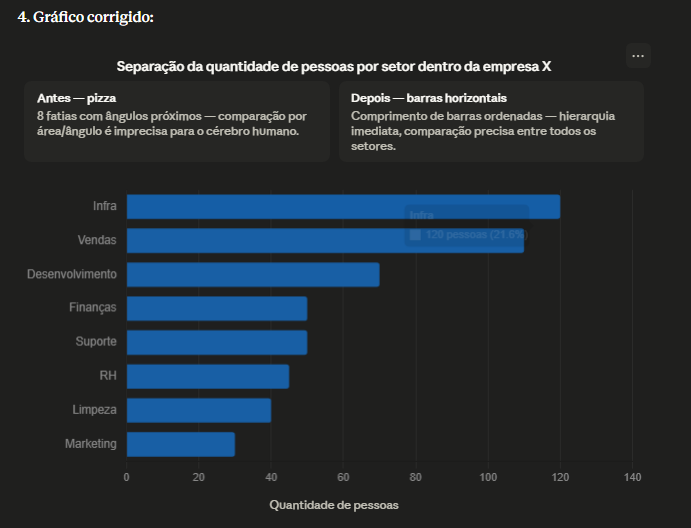 4. Gráfico corrigido:
Separação da quantidade de pessoas por setor dentro da empresa X
Antes — pizza
8 fatias com ângulos próximos — comparação por
área/ângulo é imprecisa para o cérebro humano.
Depois — barras horizontais
Comprimento de barras ordenadas — hierarquia
imediata, comparação precisa entre todos os
setores.
Infra
Infra
120 pessoas (21.6%)
Vendas
Desenvolvimento
Finanças
Suporte
RH
Limpeza
Marketing
0 20 40 60 80 100 120 140
Quantidade de pessoas